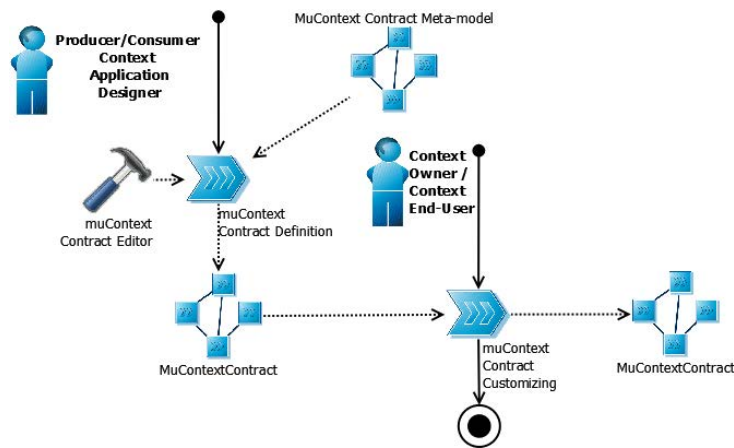 MuContext Contract Meta-model
Producer/Consumer
Context
Application
Designer
Context
Owner /
Context
End-User
muContext
Contract Editor
muContext
Contract Definition
MuContextContract
muContext
Contract
Customizing
MuContextContract